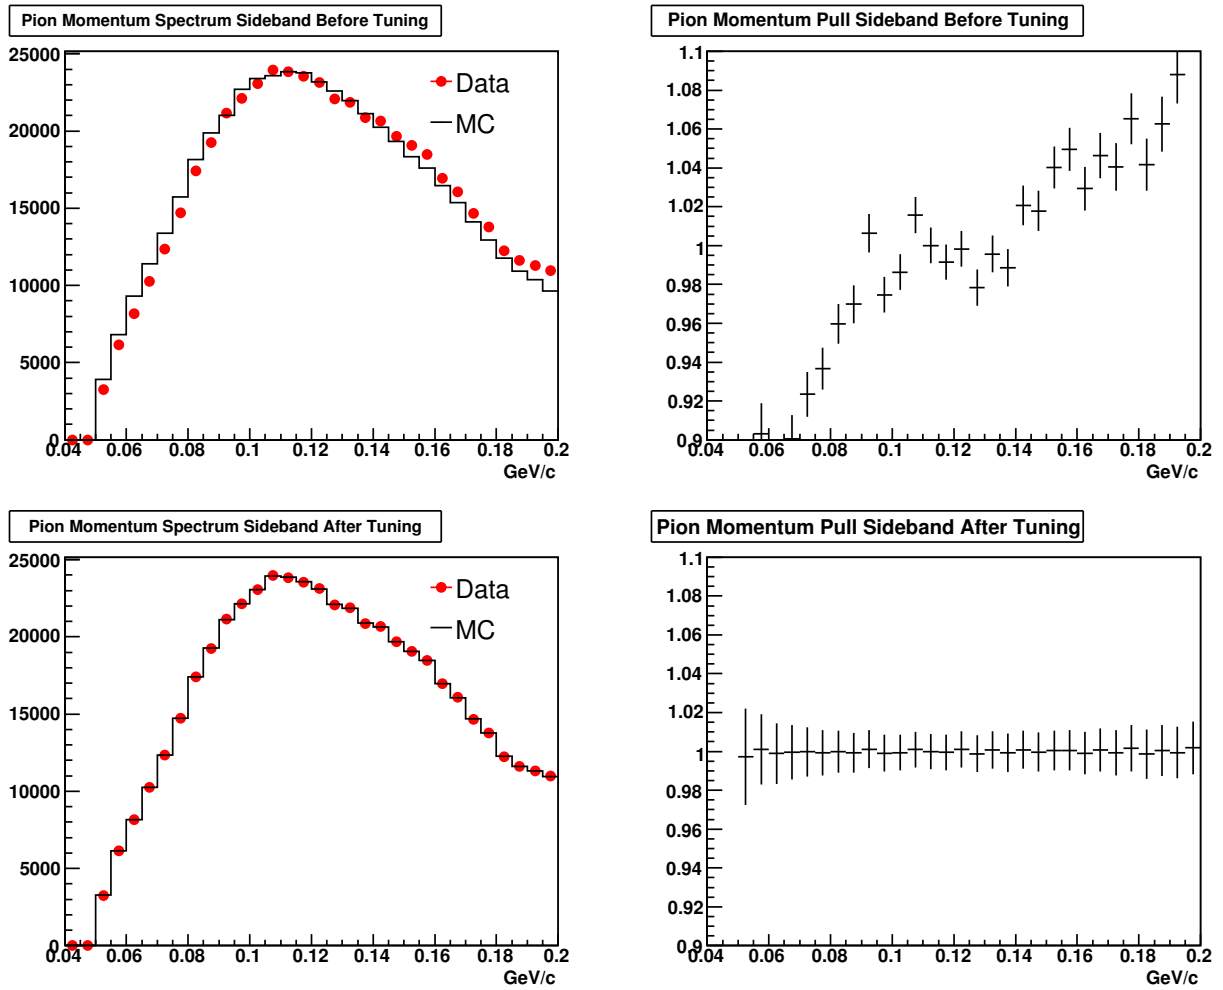 Pion Momentum Spectrum Sideband Before Tuning
25000
20000
15000
10000
5000
0
Data
MC
0.04 0.06 0.08 0.1 0.12 0.14 0.16 0.18 0.2
GeV/c
Pion Momentum Pull Sideband Before Tuning
1.1
1.08
1.06
1.04
1.02
1
0.98
0.96
0.94
0.92
0.9
0.04 0.06 0.08 0.1 0.12 0.14 0.16 0.18 0.2
GeV/c
Pion Momentum Spectrum Sideband After Tuning
25000
20000
15000
10000
5000
0
Data
MC
0.04 0.06 0.08 0.1 0.12 0.14 0.16 0.18 0.2
GeV/c
Pion Momentum Pull Sideband After Tuning
1.1
1.08
1.06
1.04
1.02
1
0.98
0.96
0.94
0.92
0.9
0.04 0.06 0.08 0.1 0.12 0.14 0.16 0.18 0.2
GeV/c